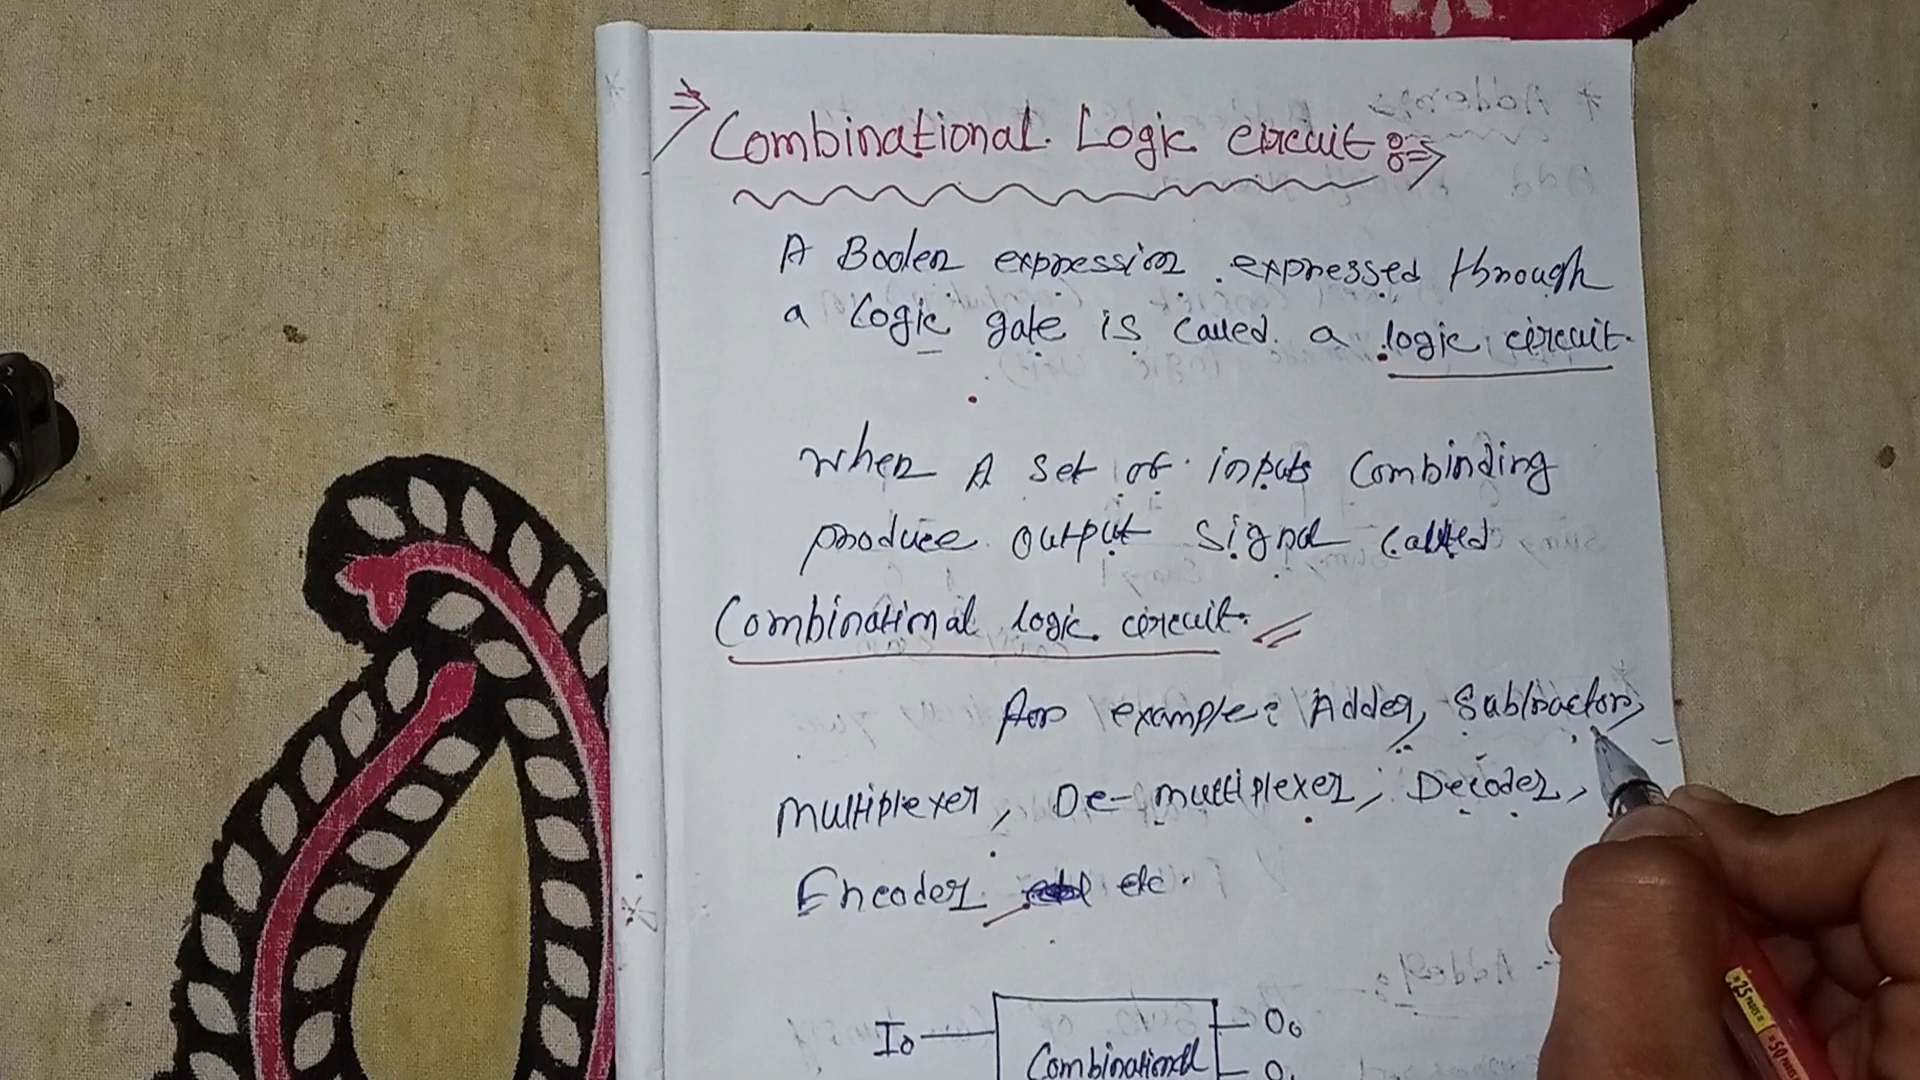 ⇒ Combinational Logic circuit :⇒
A Boolen expression expressed through
a Logic gate is called a logic circuit.
when A set of inputs Combinding
produce output signal called
Combinational logic circuit.
for example: Adder, Subtractor,
Multiplexer, De-multiplexer, Decoder,
Encoder etc.
I0 O0
Combinational O